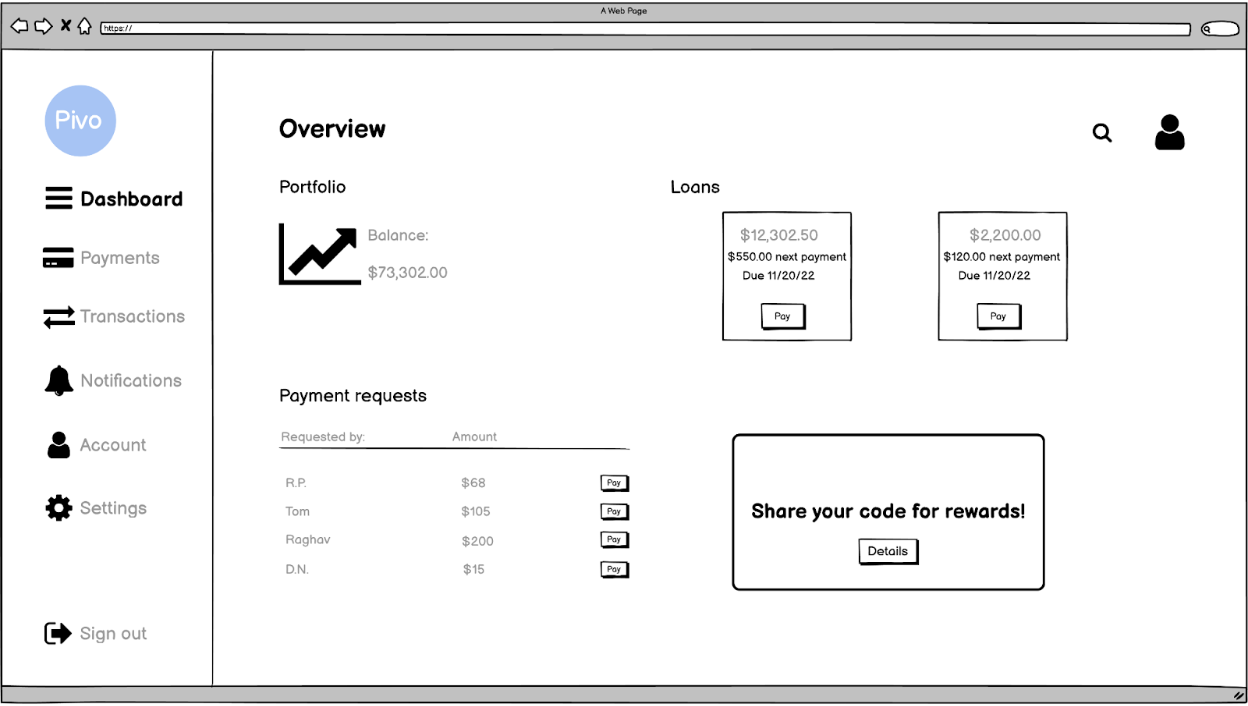 A Web Page
https://
Pivo
Dashboard
Payments
Transactions
Notifications
Account
Settings
Sign out
Overview
Portfolio
Balance:
$73,302.00
Loans
$12,302.50
$550.00 next payment
Due 11/20/22
Pay
$2,200.00
$120.00 next payment
Due 11/20/22
Pay
Payment requests
Requested by: Amount
R.P. $68 Pay
Tom $105 Pay
Raghav $200 Pay
D.N. $15 Pay
Share your code for rewards!
Details